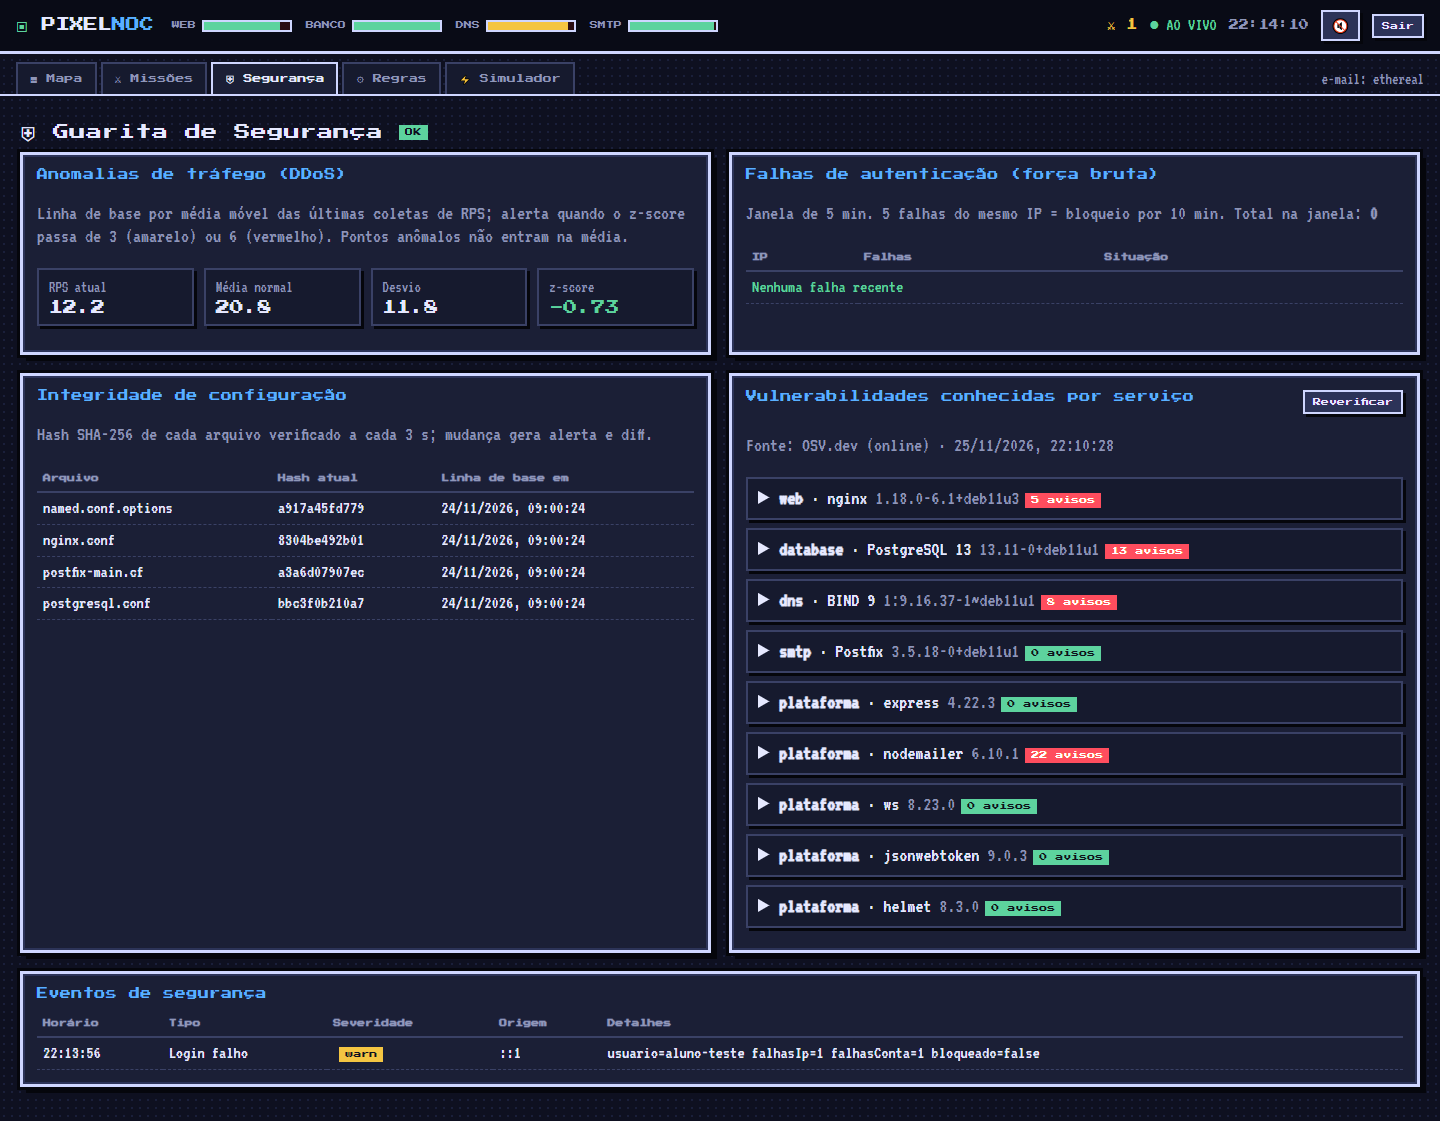 PIXELNOC WEB BANCO DNS SMTP 1 ● AO VIVO 22:14:10 Sair
Mapa Missões Segurança Regras Simulador e-mail: ethereal
Guarita de Segurança OK
Anomalias de tráfego (DDoS)
Linha de base por média móvel das últimas coletas de RPS; alerta quando o z-score
passa de 3 (amarelo) ou 6 (vermelho). Pontos anômalos não entram na média.
RPS atual Média normal Desvio z-score
12.2 20.8 11.8 -0.73
Falhas de autenticação (força bruta)
Janela de 5 min. 5 falhas do mesmo IP = bloqueio por 10 min. Total na janela: 0
IP Falhas Situação
Nenhuma falha recente
Integridade de configuração
Hash SHA-256 de cada arquivo verificado a cada 3 s; mudança gera alerta e diff.
Arquivo Hash atual Linha de base em
named.conf.options a917a45fd779 24/11/2026, 09:00:24
nginx.conf 8304be492b01 24/11/2026, 09:00:24
postfix-main.cf a3a6d07907ec 24/11/2026, 09:00:24
postgresql.conf bbc3f0b210a7 24/11/2026, 09:00:24
Vulnerabilidades conhecidas por serviço Reverificar
Fonte: OSV.dev (online) · 25/11/2026, 22:10:28
▶ web · nginx 1.18.0-6.1+deb11u3 5 avisos
▶ database · PostgreSQL 13 13.11-0+deb11u1 13 avisos
▶ dns · BIND 9 1:9.16.37-1~deb11u1 8 avisos
▶ smtp · Postfix 3.5.18-0+deb11u1 0 avisos
▶ plataforma · express 4.22.3 0 avisos
▶ plataforma · nodemailer 6.10.1 22 avisos
▶ plataforma · ws 8.23.0 0 avisos
▶ plataforma · jsonwebtoken 9.0.3 0 avisos
▶ plataforma · helmet 8.3.0 0 avisos
Eventos de segurança
Horário Tipo Severidade Origem Detalhes
22:13:56 Login falho warn ::1 usuario=aluno-teste falhasIp=1 falhasConta=1 bloqueado=false